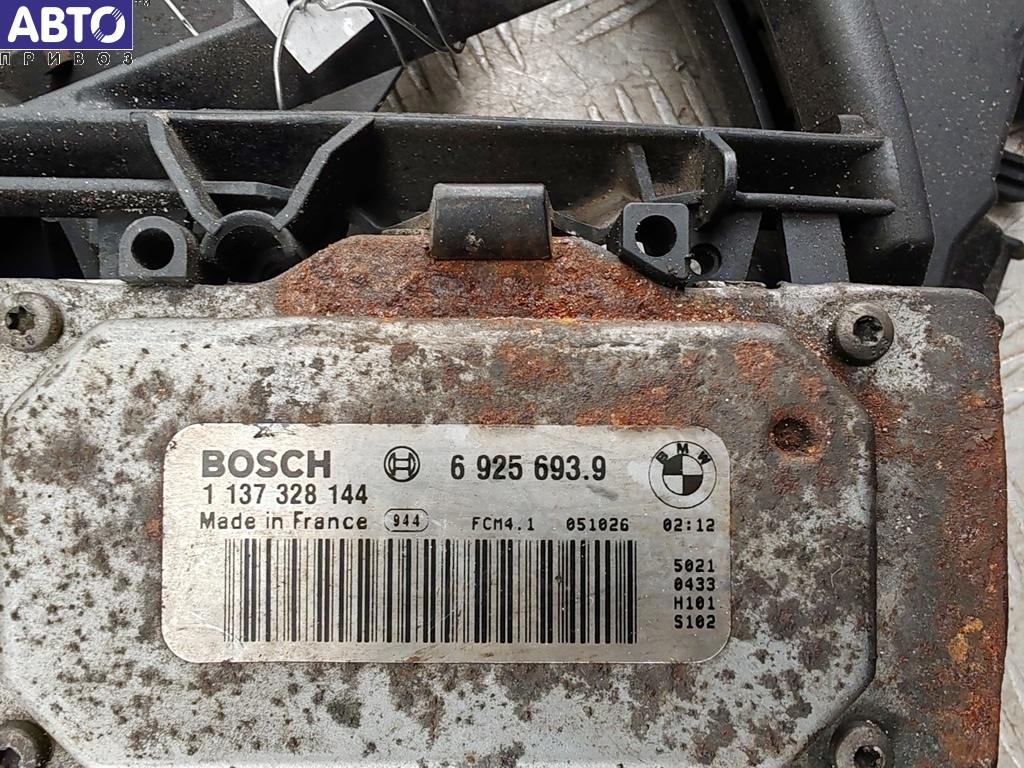 АВТО
ПРИВОЗ
BOSCH 6 925 693.9 BMW
1 137 328 144
Made in France 944 FCM4.1 051026 02:12
5021
0433
H101
S102